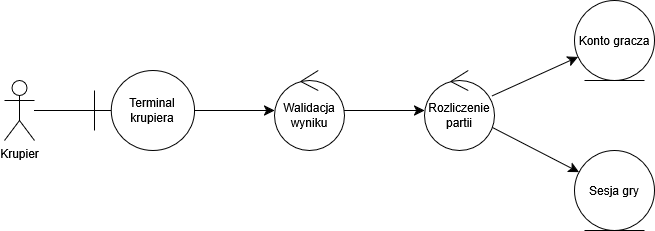 Krupier
Terminal
krupiera
Walidacja
wyniku
Rozliczenie
partii
Konto gracza
Sesja gry